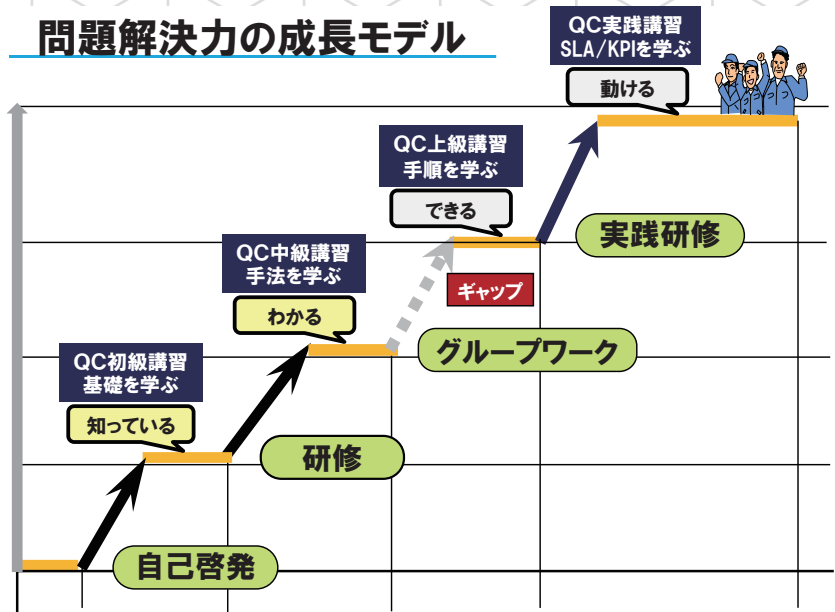 問題解決力の成長モデル
QC実践講習
SLA/KPIを学ぶ
動ける
QC上級講習
手順を学ぶ
できる
実践研修
QC中級講習
手法を学ぶ
わかる
ギャップ
グループワーク
QC初級講習
基礎を学ぶ
知っている
研修
自己啓発